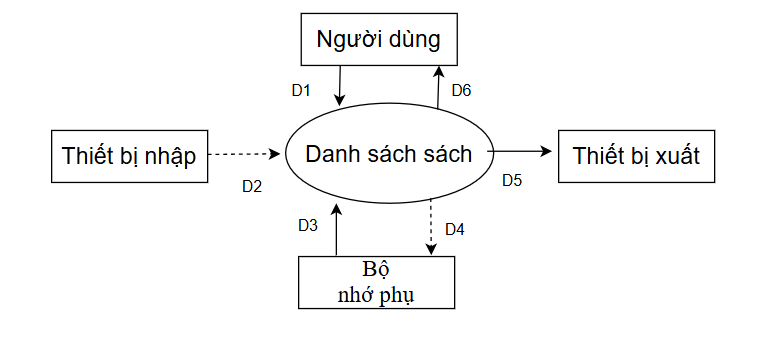 Người dùng
D1
D6
Thiết bị nhập
Danh sách sách
Thiết bị xuất
D2
D5
D3
D4
Bộ
nhớ phụ